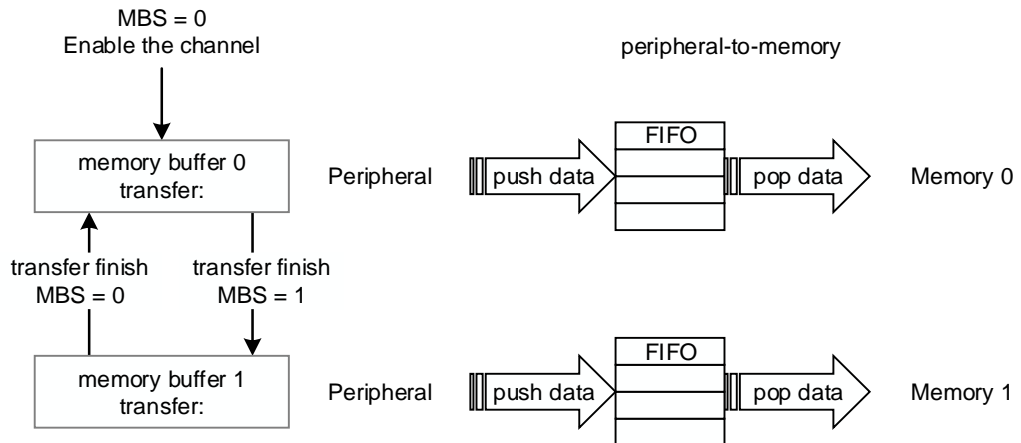 MBS = 0
Enable the channel
peripheral-to-memory
memory buffer 0
transfer:
Peripheral
push data
FIFO
pop data
Memory 0
transfer finish
MBS = 0
transfer finish
MBS = 1
memory buffer 1
transfer:
Peripheral
push data
FIFO
pop data
Memory 1